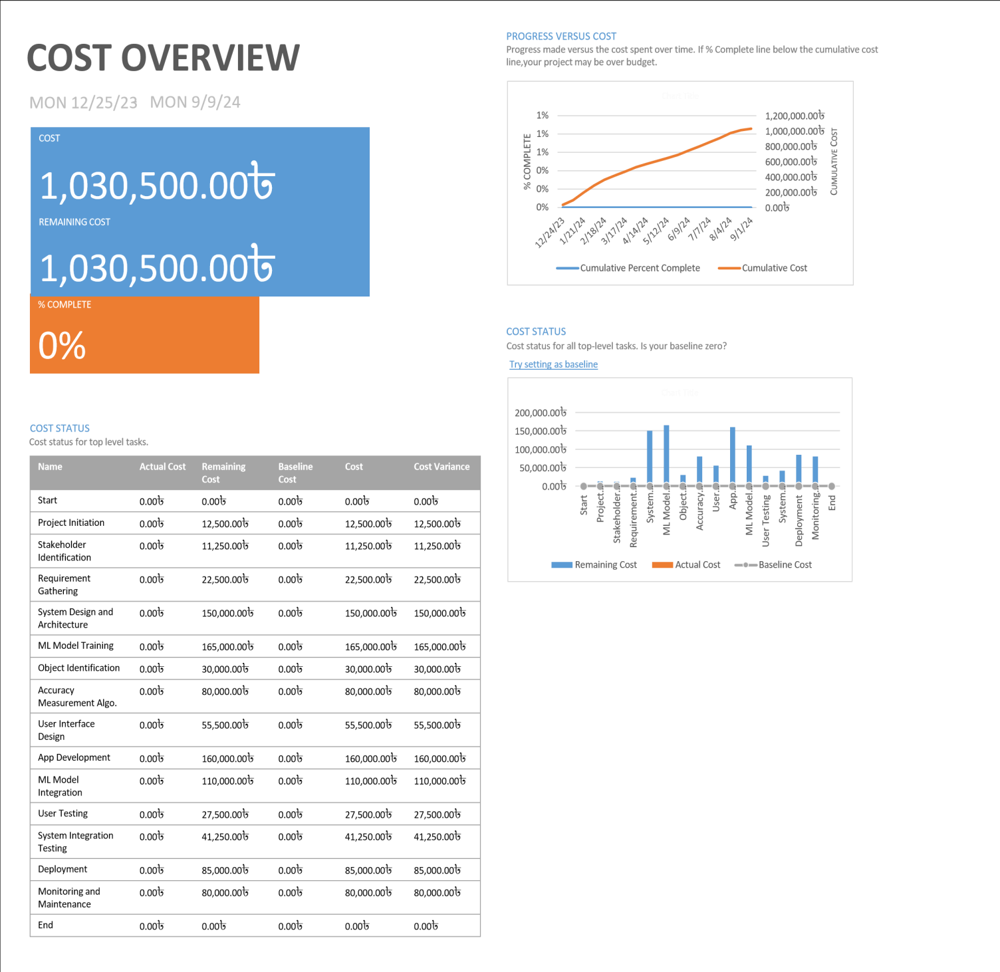 COST OVERVIEW
MON 12/25/23 MON 9/9/24
COST
1,030,500.00৳
REMAINING COST
1,030,500.00৳
% COMPLETE
0%
COST STATUS
Cost status for top level tasks.
Name Actual Cost Remaining Cost Baseline Cost Cost Cost Variance
Start 0.00৳ 0.00৳ 0.00৳ 0.00৳ 0.00৳
Project Initiation 0.00৳ 12,500.00৳ 0.00৳ 12,500.00৳ 12,500.00৳
Stakeholder Identification 0.00৳ 11,250.00৳ 0.00৳ 11,250.00৳ 11,250.00৳
Requirement Gathering 0.00৳ 22,500.00৳ 0.00৳ 22,500.00৳ 22,500.00৳
System Design and Architecture 0.00৳ 150,000.00৳ 0.00৳ 150,000.00৳ 150,000.00৳
ML Model Training 0.00৳ 165,000.00৳ 0.00৳ 165,000.00৳ 165,000.00৳
Object Identification 0.00৳ 30,000.00৳ 0.00৳ 30,000.00৳ 30,000.00৳
Accuracy Measurement Algo. 0.00৳ 80,000.00৳ 0.00৳ 80,000.00৳ 80,000.00৳
User Interface Design 0.00৳ 55,500.00৳ 0.00৳ 55,500.00৳ 55,500.00৳
App Development 0.00৳ 160,000.00৳ 0.00৳ 160,000.00৳ 160,000.00৳
ML Model Integration 0.00৳ 110,000.00৳ 0.00৳ 110,000.00৳ 110,000.00৳
User Testing 0.00৳ 27,500.00৳ 0.00৳ 27,500.00৳ 27,500.00৳
System Integration Testing 0.00৳ 41,250.00৳ 0.00৳ 41,250.00৳ 41,250.00৳
Deployment 0.00৳ 85,000.00৳ 0.00৳ 85,000.00৳ 85,000.00৳
Monitoring and Maintenance 0.00৳ 80,000.00৳ 0.00৳ 80,000.00৳ 80,000.00৳
End 0.00৳ 0.00৳ 0.00৳ 0.00৳ 0.00৳
PROGRESS VERSUS COST
Progress made versus the cost spent over time. If % Complete line below the cumulative cost
line,your project may be over budget.
Chart Title
% COMPLETE
1%
1%
1%
0%
0%
0%
1,200,000.00৳
1,000,000.00৳
800,000.00৳
600,000.00৳
400,000.00৳
200,000.00৳
0.00৳
CUMULATIVE COST
12/24/23 1/21/24 2/18/24 3/17/24 4/14/24 5/12/24 6/9/24 7/7/24 8/4/24 9/1/24
Cumulative Percent Complete Cumulative Cost
COST STATUS
Cost status for all top-level tasks. Is your baseline zero?
Try setting as baseline
Chart Title
200,000.00৳
150,000.00৳
100,000.00৳
50,000.00৳
0.00৳
Start
Project…
Stakeholder…
Requirement…
System…
ML Model…
Object…
Accuracy…
User…
App…
ML Model…
User Testing
System…
Deployment
Monitoring…
End
Remaining Cost Actual Cost Baseline Cost